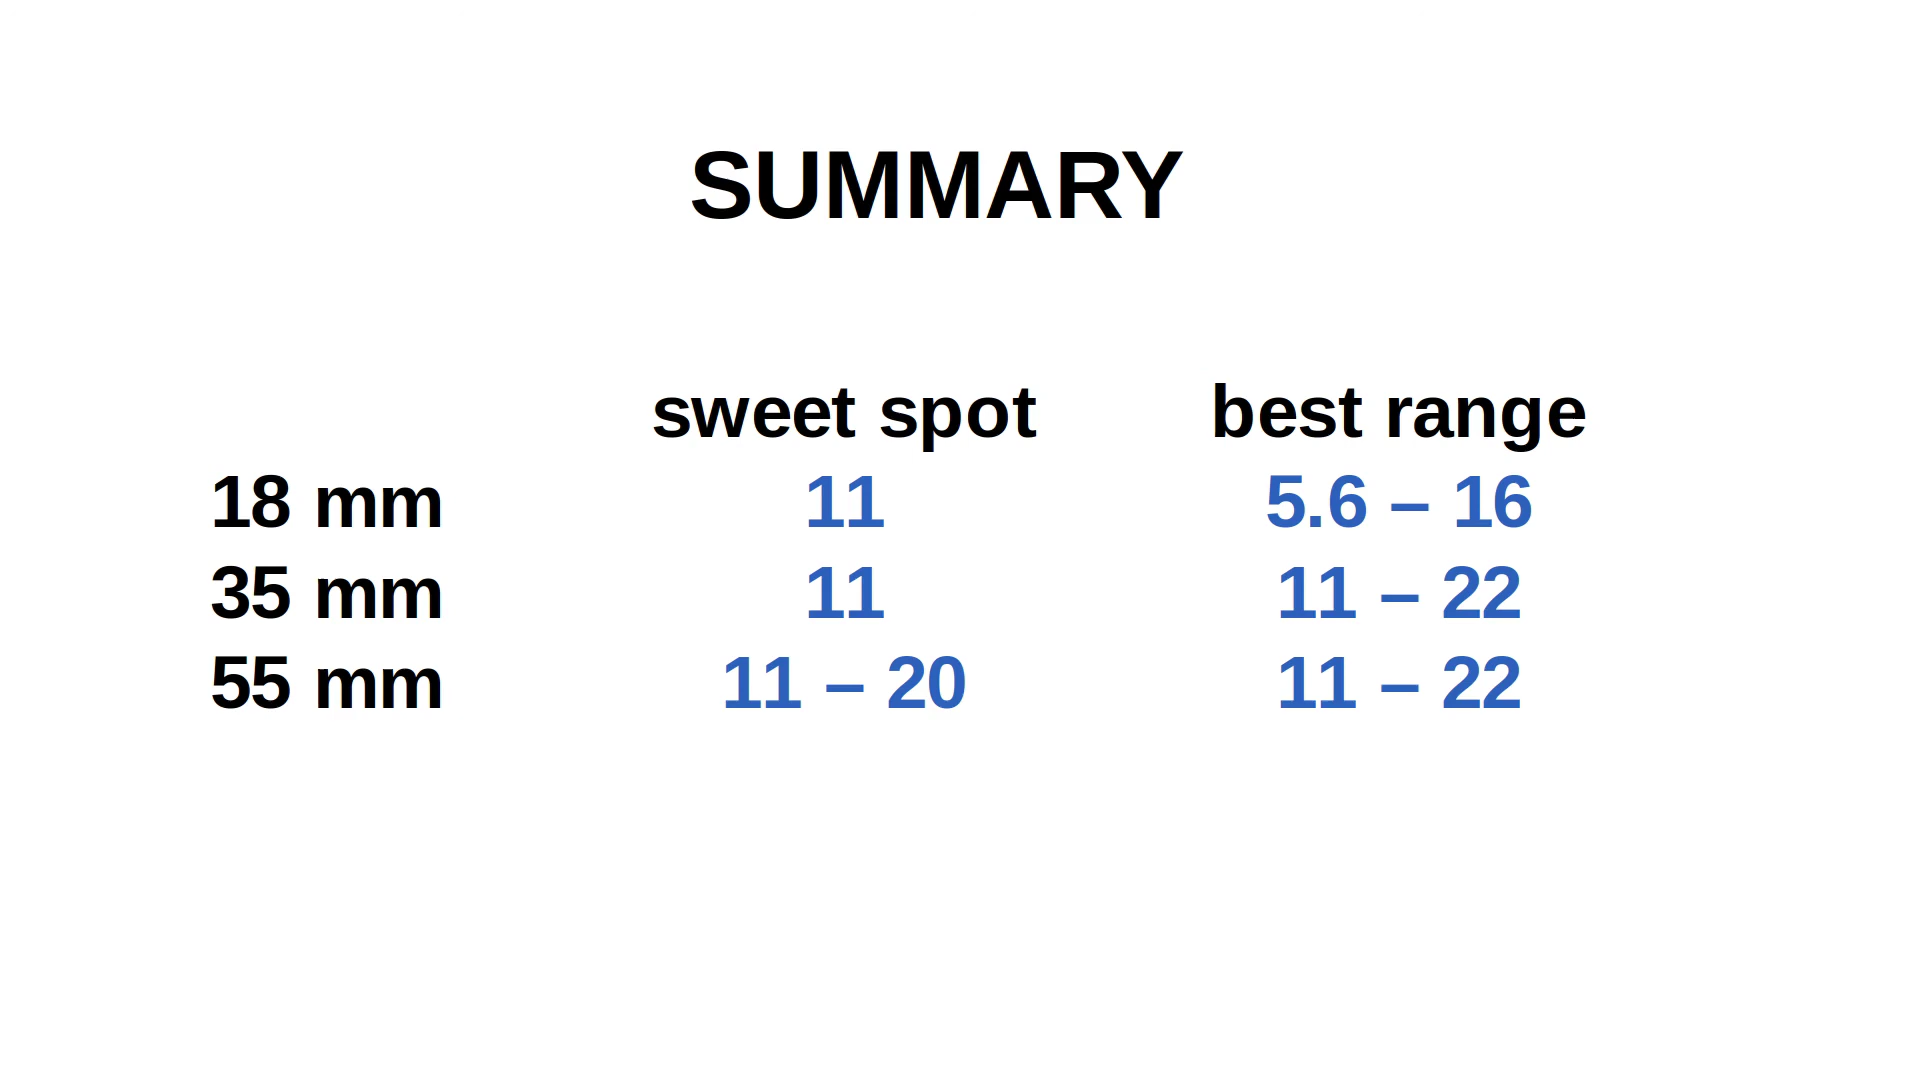 SUMMARY
sweet spot best range
18 mm 11 5.6 – 16
35 mm 11 11 – 22
55 mm 11 – 20 11 – 22